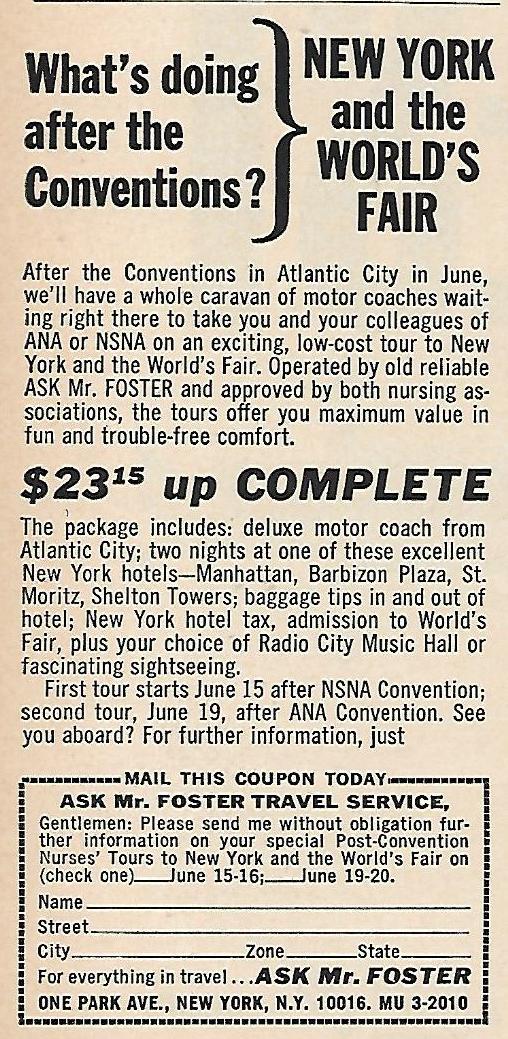 What's doing
after the
Conventions?
NEW YORK
and the
WORLD'S
FAIR
After the Conventions in Atlantic City in June,
we'll have a whole caravan of motor coaches wait-
ing right there to take you and your colleagues of
ANA or NSNA on an exciting, low-cost tour to New
York and the World's Fair. Operated by old reliable
ASK Mr. FOSTER and approved by both nursing as-
sociations, the tours offer you maximum value in
fun and trouble-free comfort.
$23¹⁵ up COMPLETE
The package includes: deluxe motor coach from
Atlantic City; two nights at one of these excellent
New York hotels—Manhattan, Barbizon Plaza, St.
Moritz, Shelton Towers; baggage tips in and out of
hotel; New York hotel tax, admission to World's
Fair, plus your choice of Radio City Music Hall or
fascinating sightseeing.
First tour starts June 15 after NSNA Convention;
second tour, June 19, after ANA Convention. See
you aboard? For further information, just
MAIL THIS COUPON TODAY
ASK Mr. FOSTER TRAVEL SERVICE,
Gentlemen: Please send me without obligation fur-
ther information on your special Post-Convention
Nurses' Tours to New York and the World's Fair on
(check one)___June 15-16;___June 19-20.
Name
Street
City Zone State
For everything in travel...ASK Mr. FOSTER
ONE PARK AVE., NEW YORK, N.Y. 10016. MU 3-2010